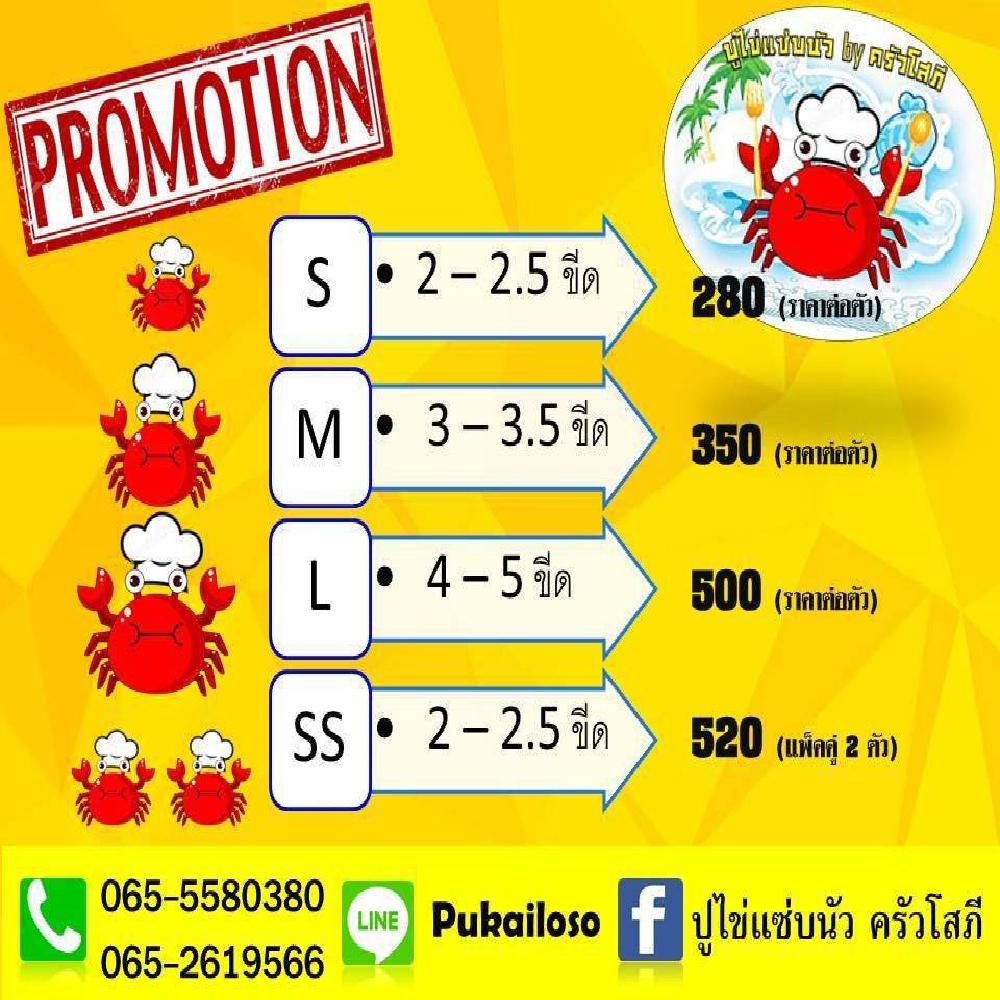 PROMOTION
ปูไข่แซ่บนัว by ครัวโสภี
S
• 2 – 2.5 ขีด
280 (ราคาต่อตัว)
M
• 3 – 3.5 ขีด
350 (ราคาต่อตัว)
L
• 4 – 5 ขีด
500 (ราคาต่อตัว)
SS
• 2 – 2.5 ขีด
520 (แพ็คคู่ 2 ตัว)
065-5580380
065-2619566
LINE
Pukailoso
f
ปูไข่แซ่บนัว ครัวโสภี